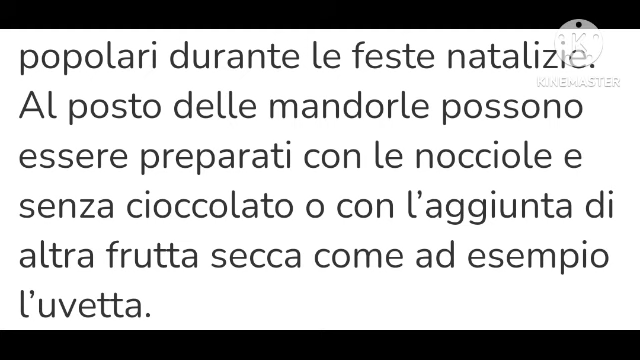 popolari durante le feste natalizie.
Al posto delle mandorle possono
essere preparati con le nocciole e
senza cioccolato o con l’aggiunta di
altra frutta secca come ad esempio
l’uvetta.
K
KINEMASTER